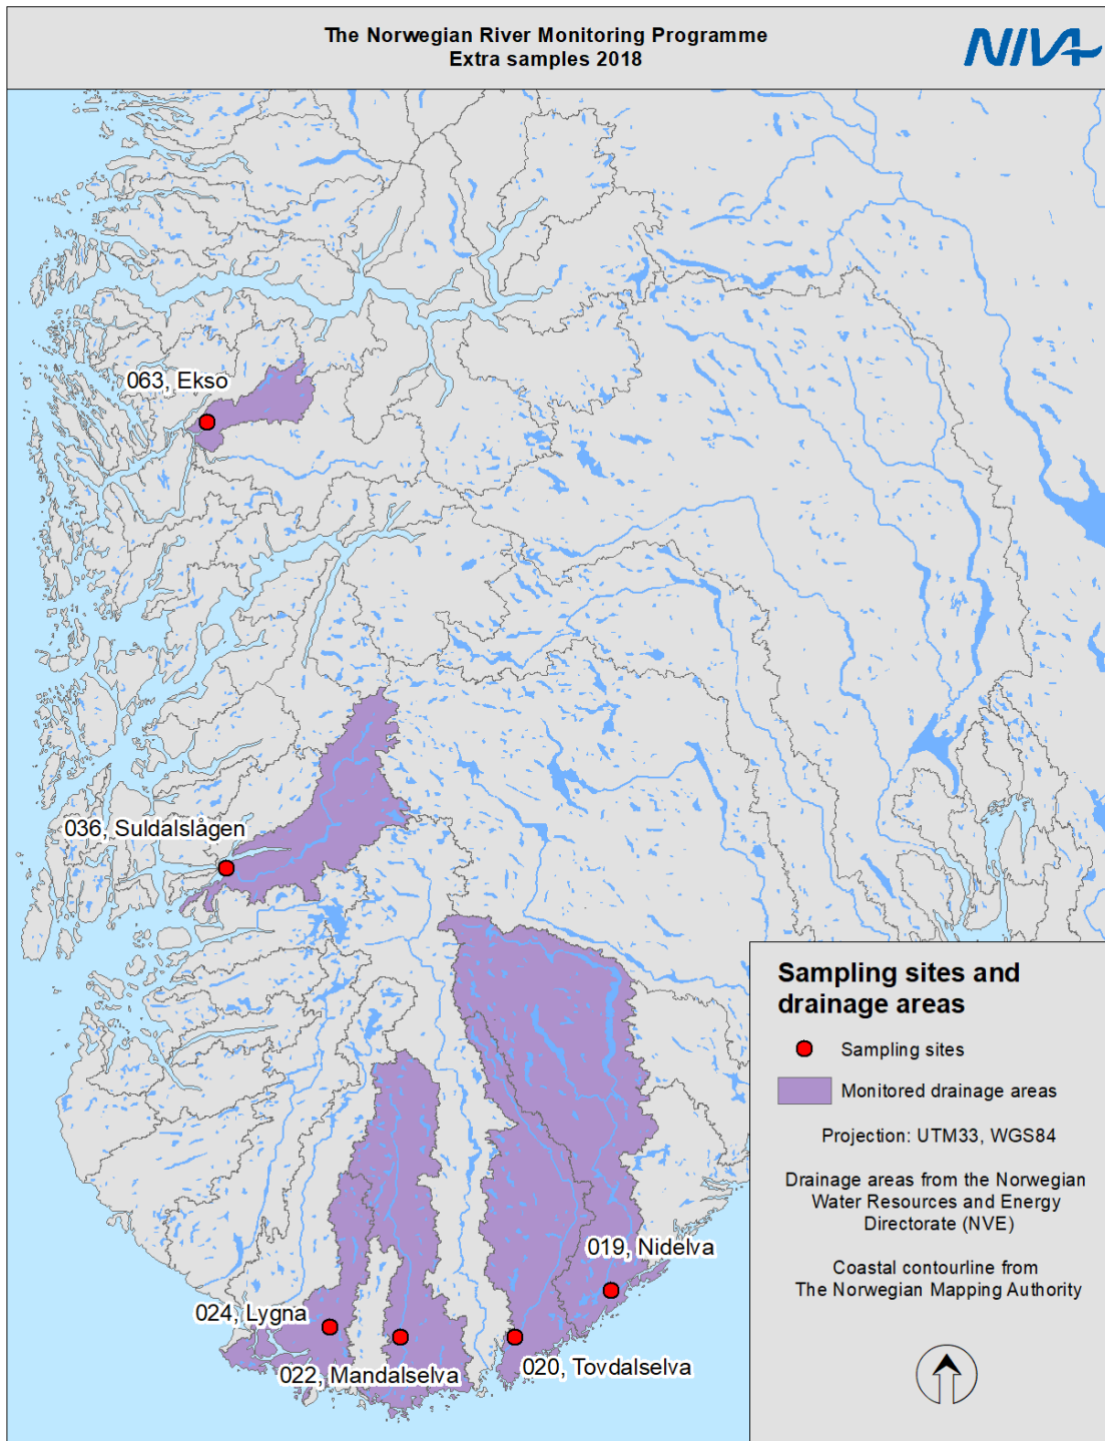 The Norwegian River Monitoring Programme
Extra samples 2018
NIVA
063, Ekso
036, Suldalslågen
019, Nidelva
024, Lygna
022, Mandalselva
020, Tovdalselva
Sampling sites and
drainage areas
Sampling sites
Monitored drainage areas
Projection: UTM33, WGS84
Drainage areas from the Norwegian
Water Resources and Energy
Directorate (NVE)
Coastal contourline from
The Norwegian Mapping Authority